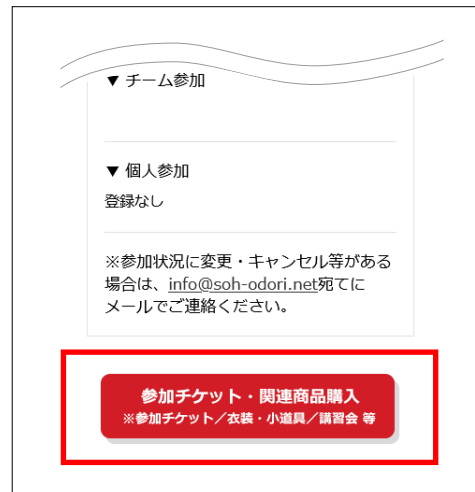 ▼ チーム参加
▼ 個人参加
登録なし
※参加状況に変更・キャンセル等がある
場合は、info@soh-odori.net宛てに
メールでご連絡ください。
参加チケット・関連商品購入
※参加チケット／衣装・小道具／講習会 等